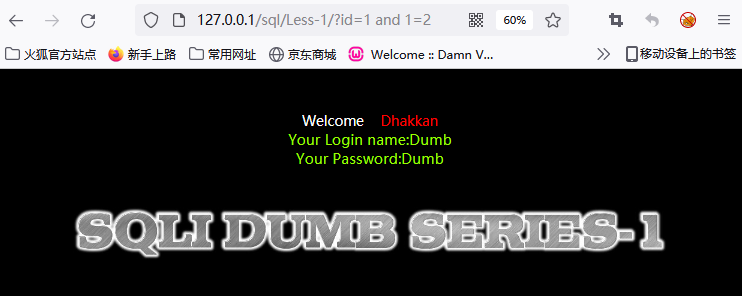 127.0.0.1/sql/Less-1/?id=1 and 1=2
60%
火狐官方站点 新手上路 常用网址 京东商城 Welcome :: Damn V... 移动设备上的书签
Welcome Dhakkan
Your Login name:Dumb
Your Password:Dumb
SQLI DUMB SERIES-1